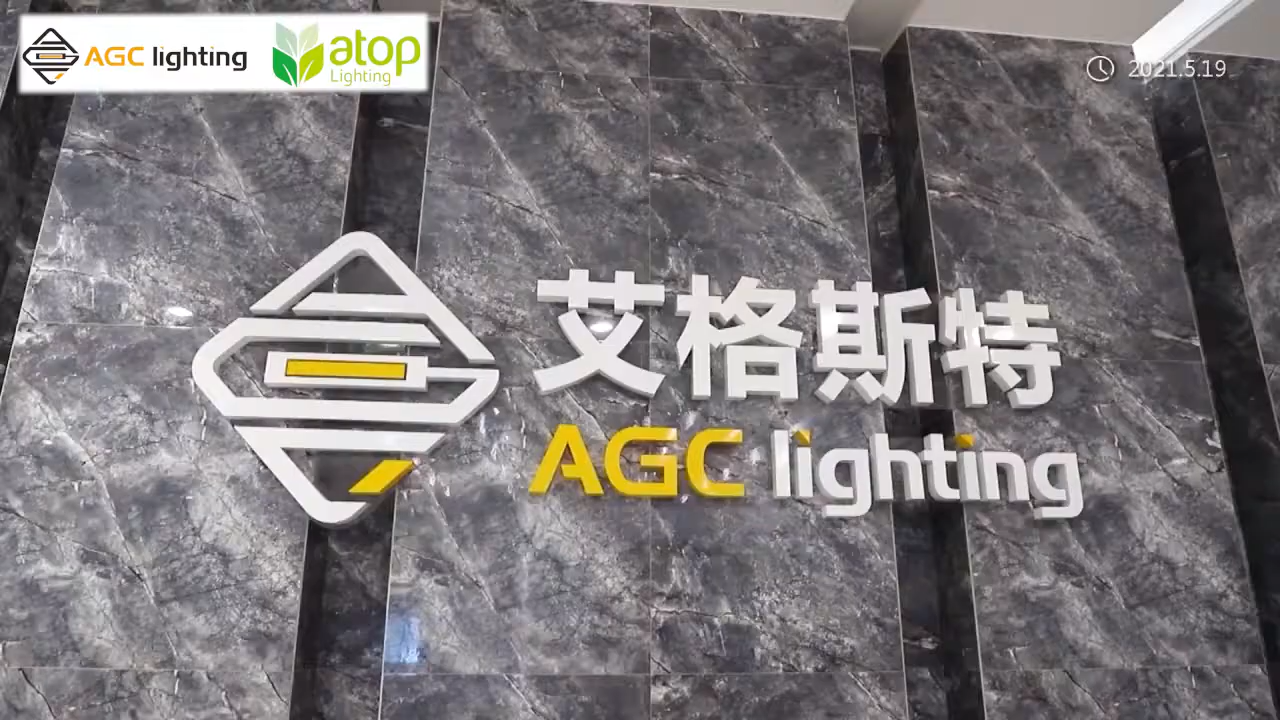 AGC lighting
atop
Lighting
2021.5.19
艾格斯特
AGC lighting